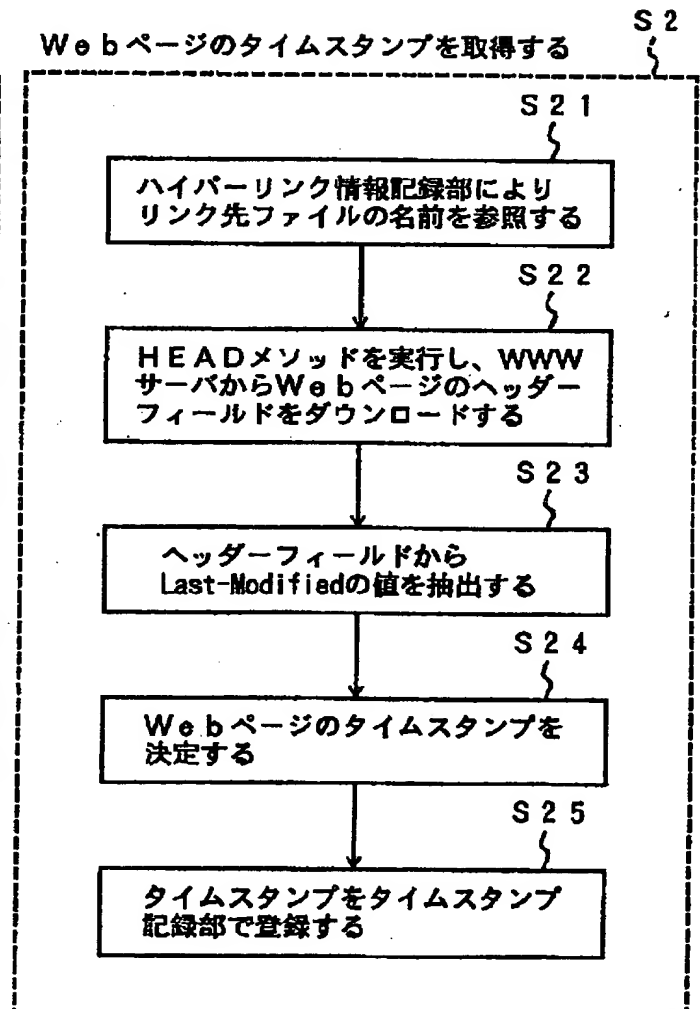 S2
Webページのタイムスタンプを取得する
S21
ハイパーリンク情報記録部により
リンク先ファイルの名前を参照する
S22
HEADメソッドを実行し、WWW
サーバからWebページのヘッダー
フィールドをダウンロードする
S23
ヘッダーフィールドから
Last-Modifiedの値を抽出する
S24
Webページのタイムスタンプを
決定する
S25
タイムスタンプをタイムスタンプ
記録部で登録する